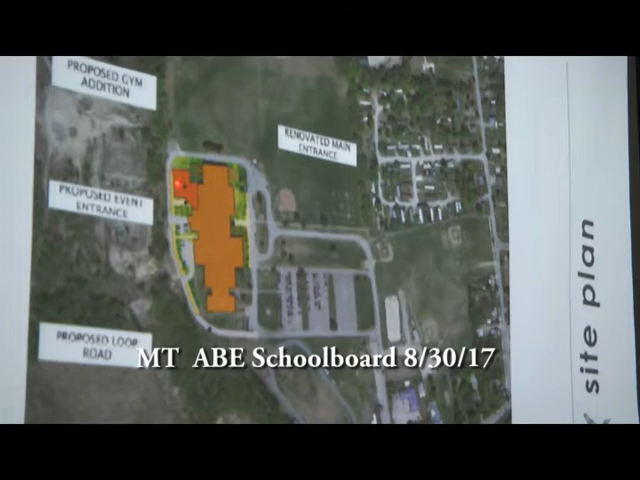 PROPOSED GYM
ADDITION
RENOVATED MAIN
ENTRANCE
PROPOSED EVENT
ENTRANCE
PROPOSED LOOP
ROAD
MT ABE Schoolboard 8/30/17
site plan